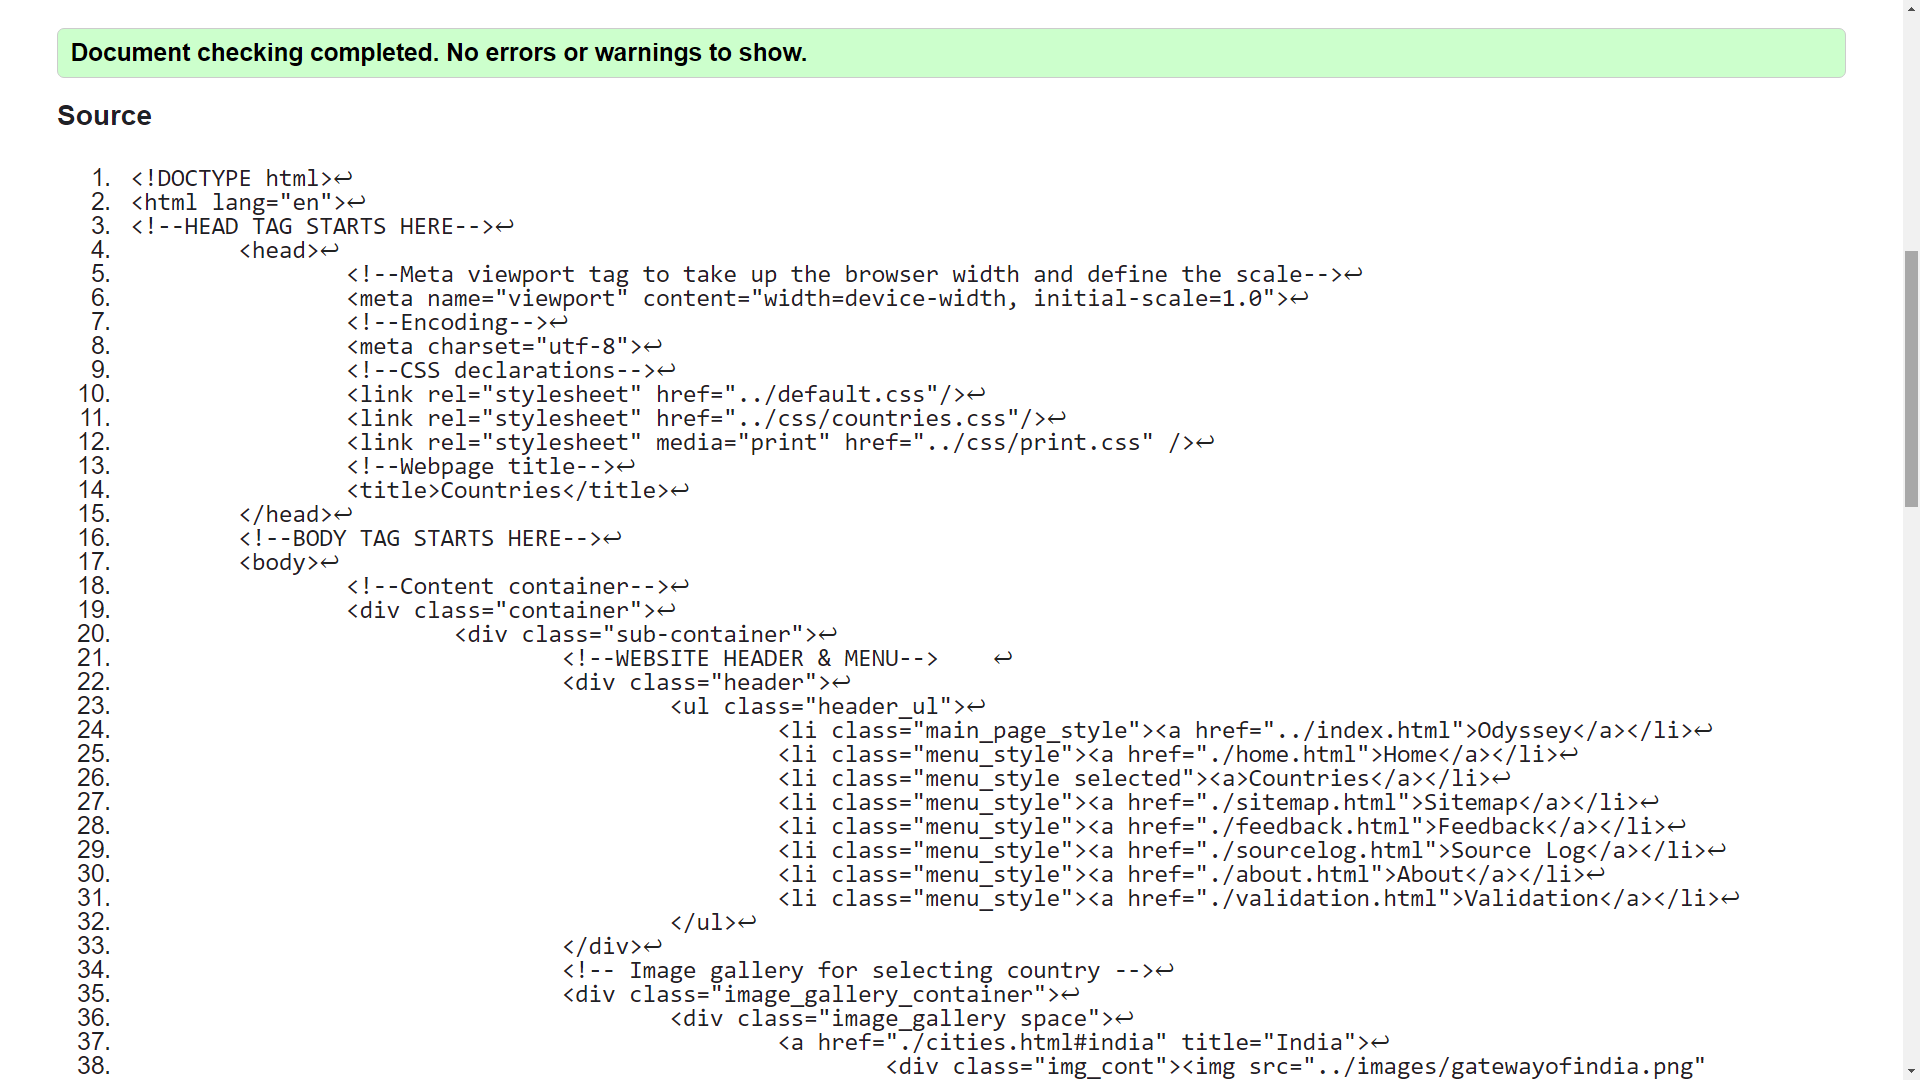 Document checking completed. No errors or warnings to show.
Source
1. <!DOCTYPE html>↩
2. <html lang="en">↩
3. <!--HEAD TAG STARTS HERE-->↩
4. <head>↩
5. <!--Meta viewport tag to take up the browser width and define the scale-->↩
6. <meta name="viewport" content="width=device-width, initial-scale=1.0">↩
7. <!--Encoding-->↩
8. <meta charset="utf-8">↩
9. <!--CSS declarations-->↩
10. <link rel="stylesheet" href="../default.css"/>↩
11. <link rel="stylesheet" href="../css/countries.css"/>↩
12. <link rel="stylesheet" media="print" href="../css/print.css" />↩
13. <!--Webpage title-->↩
14. <title>Countries</title>↩
15. </head>↩
16. <!--BODY TAG STARTS HERE-->↩
17. <body>↩
18. <!--Content container-->↩
19. <div class="container">↩
20. <div class="sub-container">↩
21. <!--WEBSITE HEADER & MENU--> ↩
22. <div class="header">↩
23. <ul class="header_ul">↩
24. <li class="main_page_style"><a href="../index.html">Odyssey</a></li>↩
25. <li class="menu_style"><a href="./home.html">Home</a></li>↩
26. <li class="menu_style selected"><a>Countries</a></li>↩
27. <li class="menu_style"><a href="./sitemap.html">Sitemap</a></li>↩
28. <li class="menu_style"><a href="./feedback.html">Feedback</a></li>↩
29. <li class="menu_style"><a href="./sourcelog.html">Source Log</a></li>↩
30. <li class="menu_style"><a href="./about.html">About</a></li>↩
31. <li class="menu_style"><a href="./validation.html">Validation</a></li>↩
32. </ul>↩
33. </div>↩
34. <!-- Image gallery for selecting country -->↩
35. <div class="image_gallery_container">↩
36. <div class="image_gallery space">↩
37. <a href="./cities.html#india" title="India">↩
38. <div class="img_cont"><img src="../images/gatewayofindia.png"